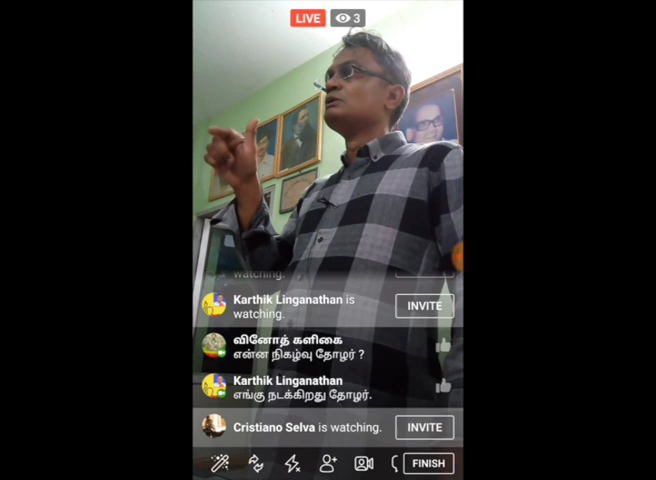 LIVE 3
watching.
Karthik Linganathan is
watching.
INVITE
வினோத் களிகை
என்ன நிகழ்வு தோழர் ?
Karthik Linganathan
எங்கு நடக்கிறது தோழர்.
Cristiano Selva is watching.
INVITE
FINISH